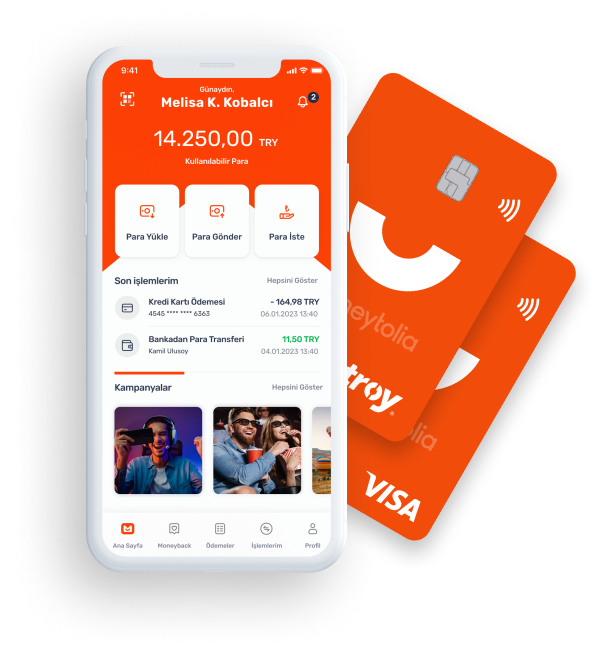 9:41
Günaydın,
Melisa K. Kobalcı
2
14.250,00 TRY
Kullanılabilir Para
Para Yükle
Para Gönder
Para İste
Son işlemlerim
Hepsini Göster
Kredi Kartı Ödemesi
- 164,98 TRY
4545 **** **** 6363
06.01.2023 13:40
Bankadan Para Transferi
11,50 TRY
Kamil Ulusoy
04.01.2023 13:40
Kampanyalar
Hepsini Göster
Ana Sayfa
Moneyback
Ödemeler
İşlemlerim
Profil
neytolia
troy
lia
VISA